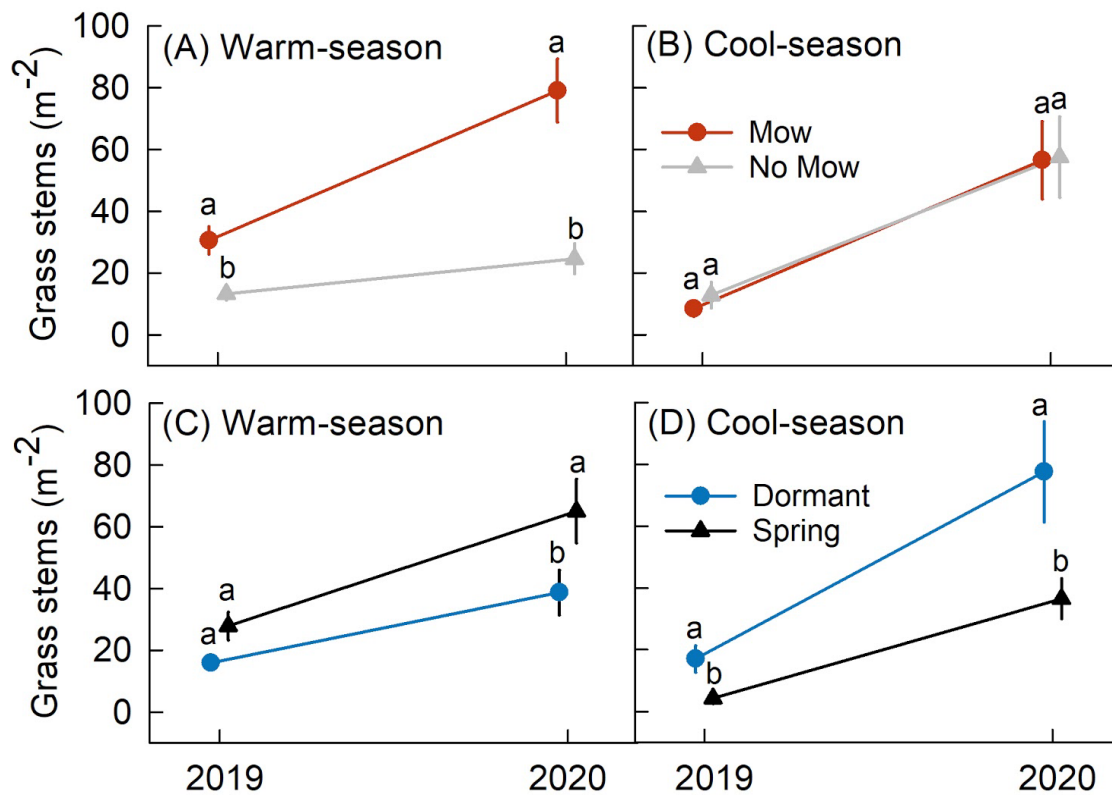 (A) Warm-season
(B) Cool-season
Grass stems (m⁻²)
100
80
60
40
20
0
a
a
b
b
Mow
No Mow
a a
a a
(C) Warm-season
(D) Cool-season
Grass stems (m⁻²)
100
80
60
40
20
0
a
a
a
b
Dormant
Spring
a
b
a
b
2019
2020
2019
2020